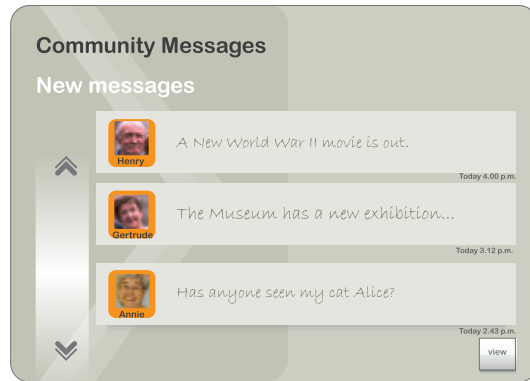 Community Messages
New messages
A New World War II movie is out.
Henry
Today 4.00 p.m.
The Museum has a new exhibition...
Gertrude
Today 3.12 p.m.
Has anyone seen my cat Alice?
Annie
Today 2.43 p.m.
view